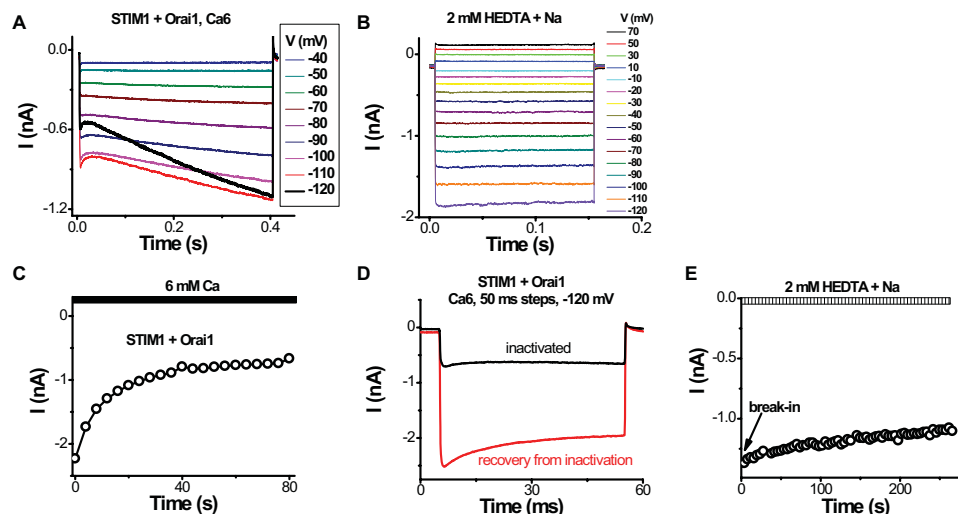 A
STIM1 + Orai1, Ca6
I (nA)
0.0
-0.6
-1.2
0.0
0.2
0.4
Time (s)
V (mV)
-40
-50
-60
-70
-80
-90
-100
-110
-120
B
2 mM HEDTA + Na
I (nA)
0
-1
-2
0.0
0.1
0.2
Time (s)
V (mV)
70
50
30
10
-10
-20
-30
-40
-50
-60
-70
-80
-90
-100
-110
-120
C
6 mM Ca
STIM1 + Orai1
I (nA)
0
-1
-2
0
40
80
Time (s)
D
STIM1 + Orai1
Ca6, 50 ms steps, -120 mV
inactivated
recovery from inactivation
I (nA)
0
-1
-2
0
30
60
Time (ms)
E
2 mM HEDTA + Na
break-in
I (nA)
0.0
-0.5
-1.0
0
100
200
Time (s)